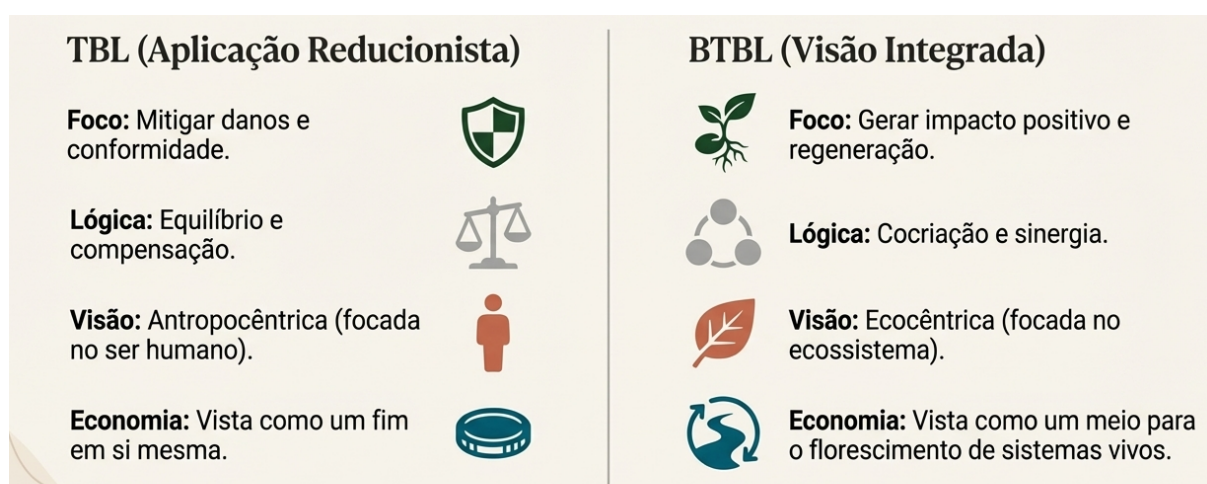 TBL (Aplicação Reducionista)
Foco: Mitigar danos e
conformidade.
Lógica: Equilíbrio e
compensação.
Visão: Antropocêntrica (focada
no ser humano).
Economia: Vista como um fim
em si mesma.
BTBL (Visão Integrada)
Foco: Gerar impacto positivo e
regeneração.
Lógica: Cocriação e sinergia.
Visão: Ecocêntrica (focada no
ecossistema).
Economia: Vista como um meio para
o florescimento de sistemas vivos.